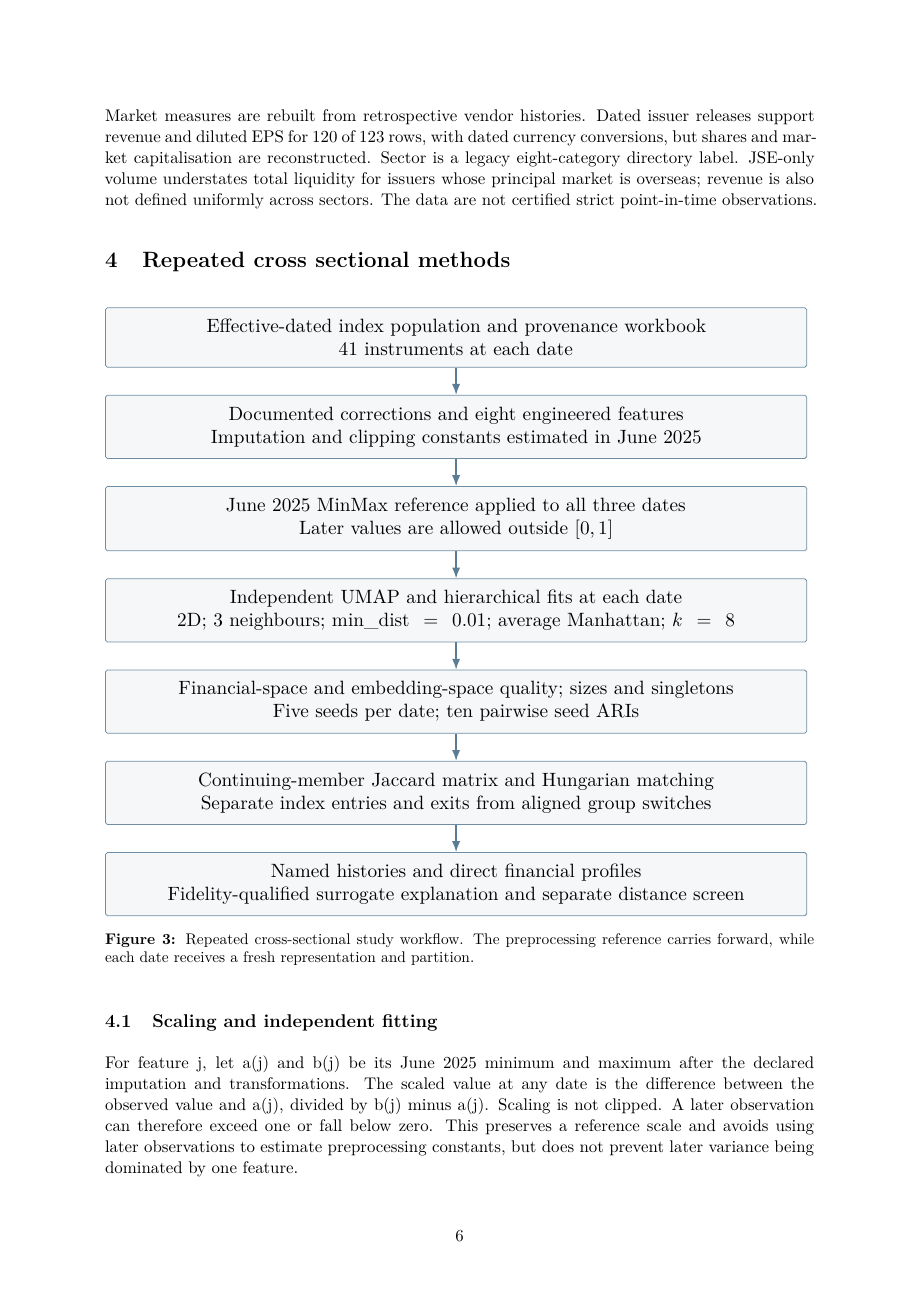 Market measures are rebuilt from retrospective vendor histories. Dated issuer releases support
revenue and diluted EPS for 120 of 123 rows, with dated currency conversions, but shares and mar-
ket capitalisation are reconstructed. Sector is a legacy eight-category directory label. JSE-only
volume understates total liquidity for issuers whose principal market is overseas; revenue is also
not defined uniformly across sectors. The data are not certified strict point-in-time observations.
4 Repeated cross sectional methods
Effective-dated index population and provenance workbook
41 instruments at each date
Documented corrections and eight engineered features
Imputation and clipping constants estimated in June 2025
June 2025 MinMax reference applied to all three dates
Later values are allowed outside [0, 1]
Independent UMAP and hierarchical fits at each date
2D; 3 neighbours; min_dist = 0.01; average Manhattan; k = 8
Financial-space and embedding-space quality; sizes and singletons
Five seeds per date; ten pairwise seed ARIs
Continuing-member Jaccard matrix and Hungarian matching
Separate index entries and exits from aligned group switches
Named histories and direct financial profiles
Fidelity-qualified surrogate explanation and separate distance screen
Figure 3: Repeated cross-sectional study workflow. The preprocessing reference carries forward, while
each date receives a fresh representation and partition.
4.1 Scaling and independent fitting
For feature j, let a(j) and b(j) be its June 2025 minimum and maximum after the declared
imputation and transformations. The scaled value at any date is the difference between the
observed value and a(j), divided by b(j) minus a(j). Scaling is not clipped. A later observation
can therefore exceed one or fall below zero. This preserves a reference scale and avoids using
later observations to estimate preprocessing constants, but does not prevent later variance being
dominated by one feature.
6